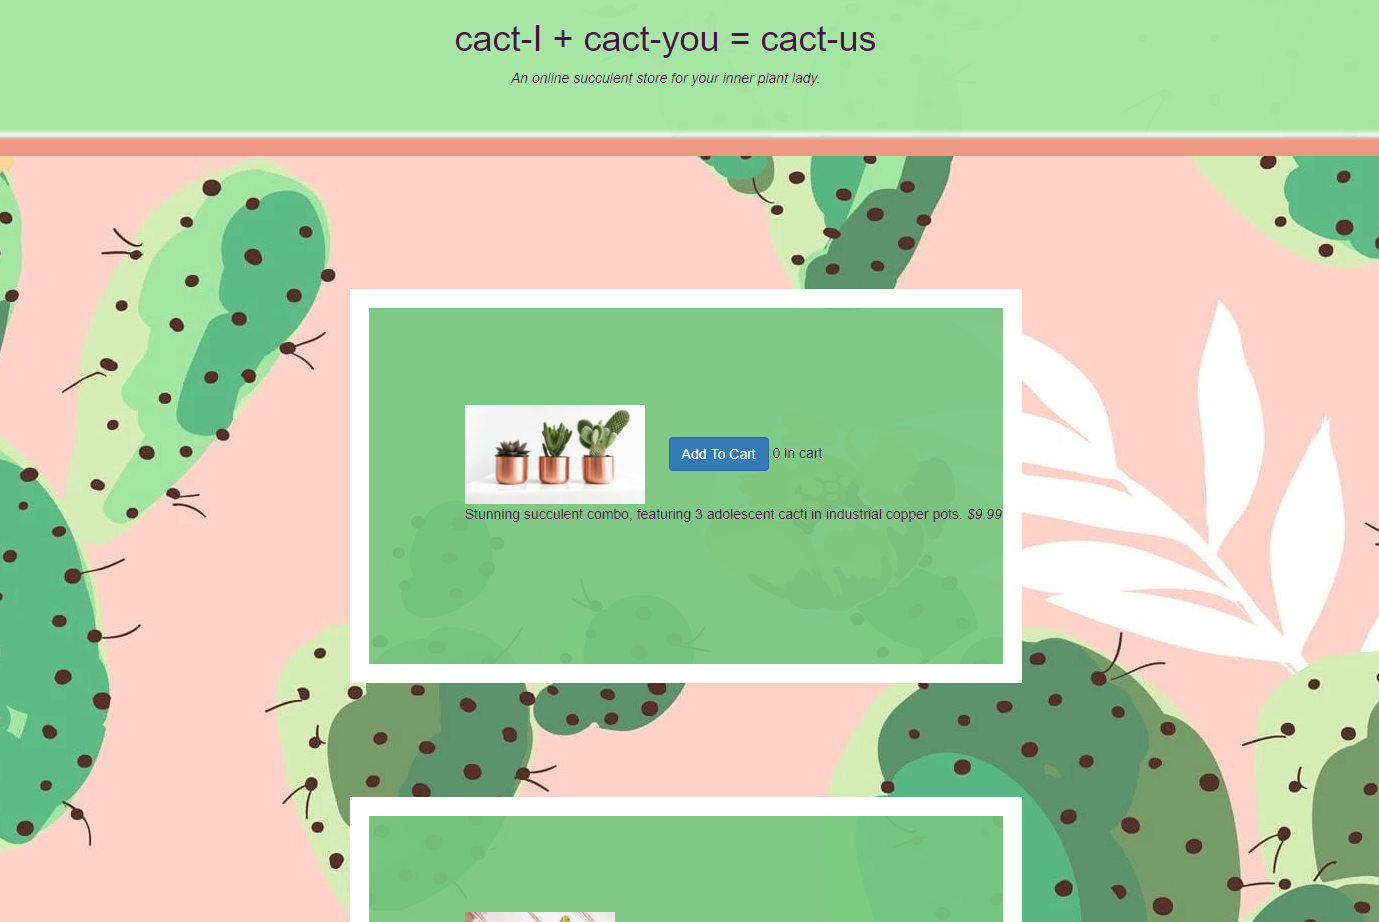 cact-I + cact-you = cact-us
An online succulent store for your inner plant lady.
Add To Cart 0 in cart
Stunning succulent combo, featuring 3 adolescent cacti in industrial copper pots. $9.99